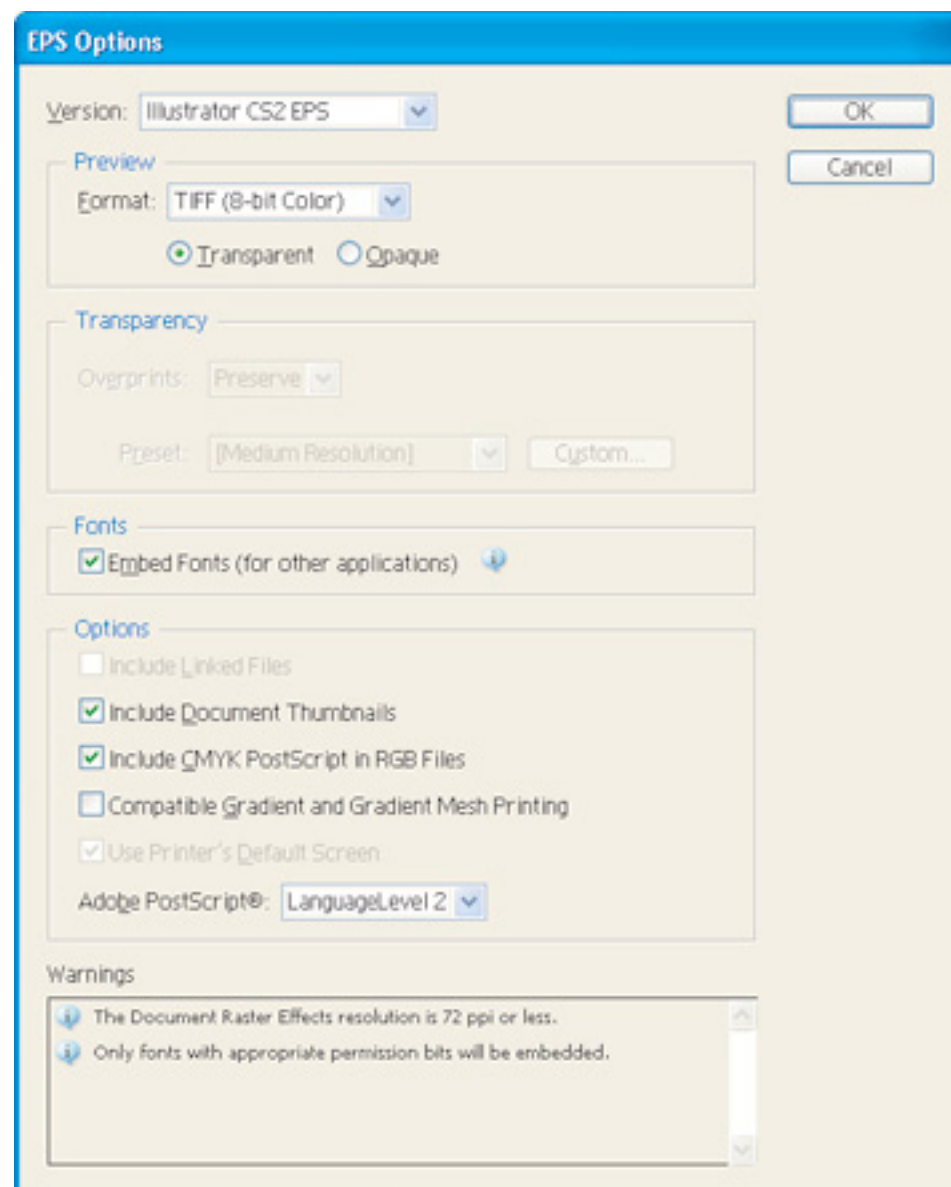 EPS Options
Version: Illustrator CS2 EPS
OK
Cancel
Preview
Format: TIFF (8-bit Color)
Transparent Opaque
Transparency
Overprints: Preserve
Preset: [Medium Resolution] Custom...
Fonts
Embed Fonts (for other applications)
Options
Include Linked Files
Include Document Thumbnails
Include CMYK PostScript in RGB Files
Compatible Gradient and Gradient Mesh Printing
Use Printer's Default Screen
Adobe PostScript®: LanguageLevel 2
Warnings
The Document Raster Effects resolution is 72 ppi or less.
Only fonts with appropriate permission bits will be embedded.